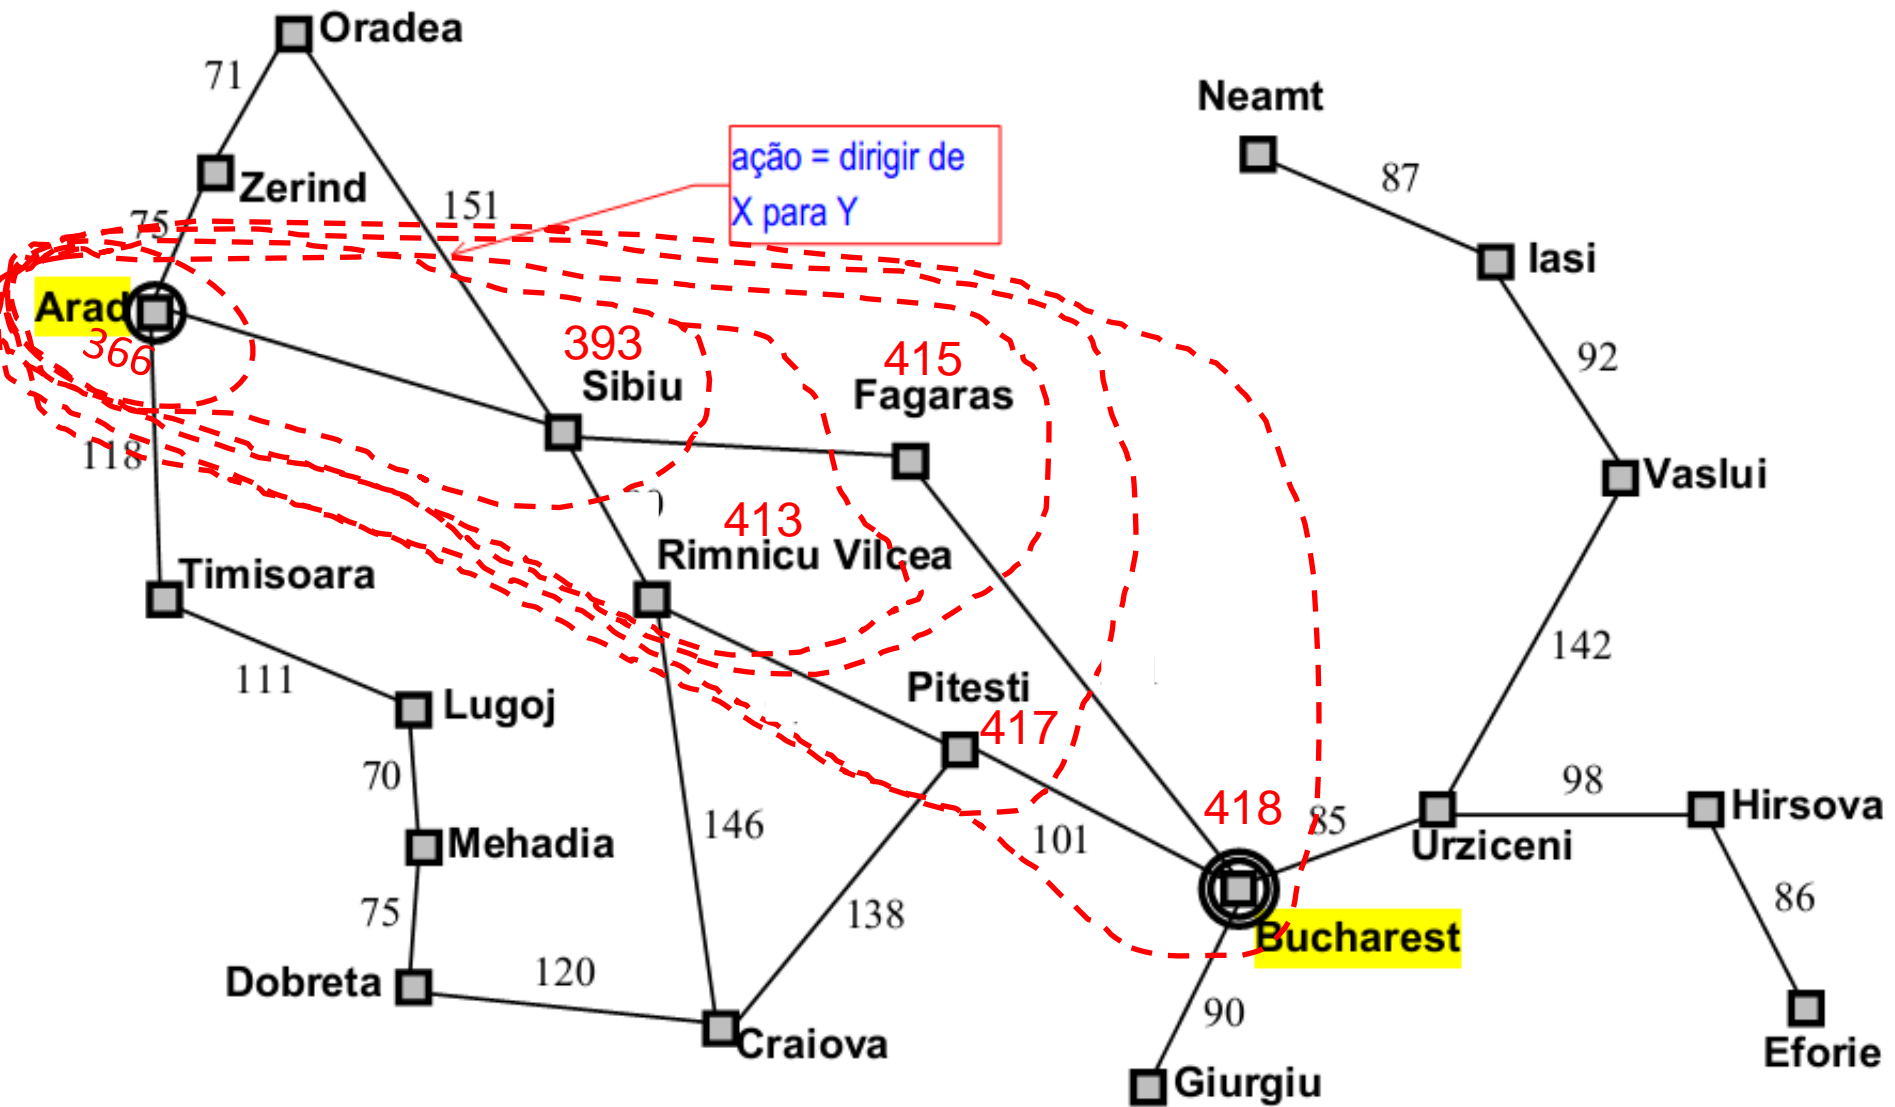 Oradea
71
Neamt
87
ação = dirigir de
X para Y
Zerind
151
75
Iasi
Arad
366
393
Sibiu
415
Fagaras
92
118
413
Rimnicu Vilcea
Vaslui
Timisoara
142
111
Lugoj
Pitesti
417
70
98
418
85
Hirsova
146
101
Mehadia
Urziceni
75
138
86
Bucharest
Dobreta
120
90
Craiova
Eforie
Giurgiu